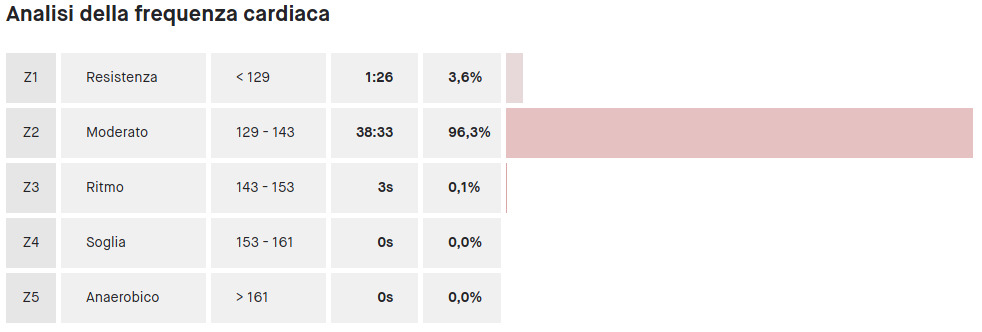 Analisi della frequenza cardiaca
Z1 Resistenza < 129 1:26 3,6%
Z2 Moderato 129 - 143 38:33 96,3%
Z3 Ritmo 143 - 153 3s 0,1%
Z4 Soglia 153 - 161 0s 0,0%
Z5 Anaerobico > 161 0s 0,0%